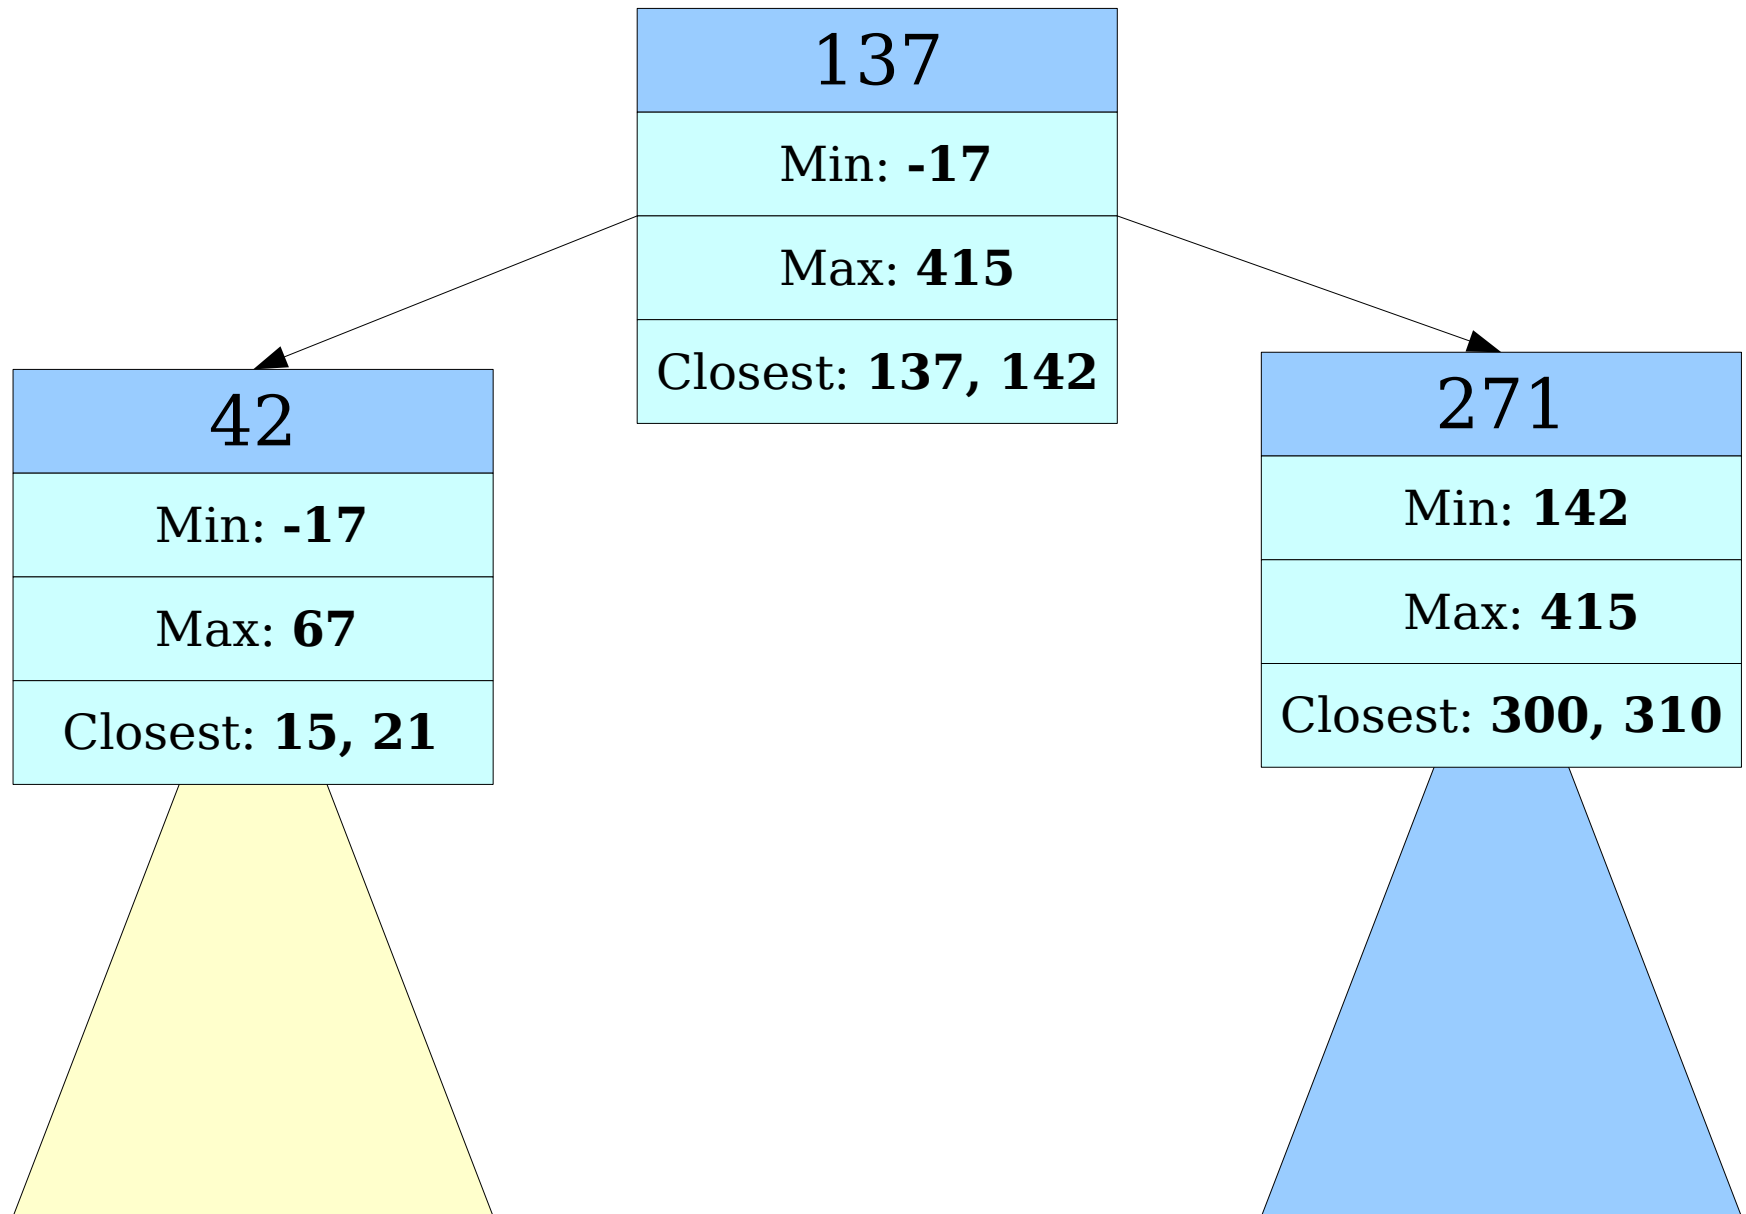 137
Min: -17
Max: 415
Closest: 137, 142
42
Min: -17
Max: 67
Closest: 15, 21
271
Min: 142
Max: 415
Closest: 300, 310